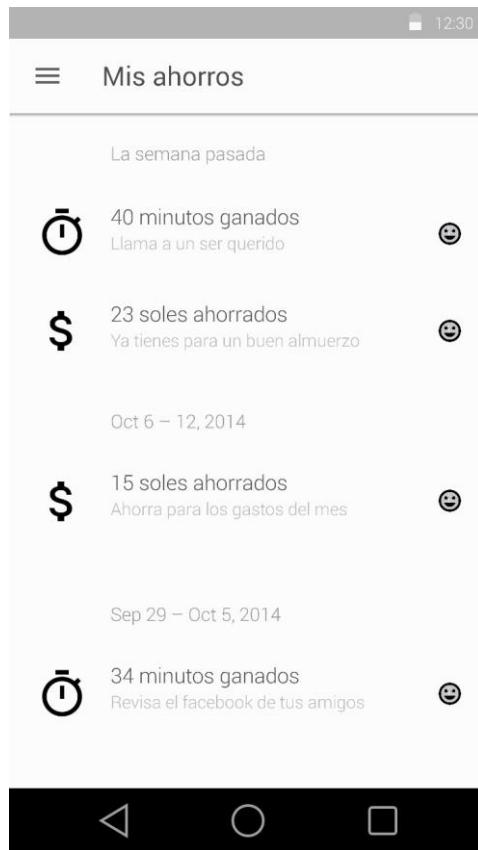 12:30
Mis ahorros
La semana pasada
40 minutos ganados
Llama a un ser querido
23 soles ahorrados
Ya tienes para un buen almuerzo
Oct 6 – 12, 2014
15 soles ahorrados
Ahorra para los gastos del mes
Sep 29 – Oct 5, 2014
34 minutos ganados
Revisa el facebook de tus amigos